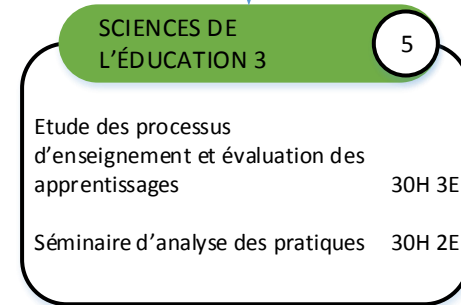 SCIENCES DE
L’ÉDUCATION 3
5
Etude des processus
d’enseignement et évaluation des
apprentissages 30H 3E
Séminaire d’analyse des pratiques 30H 2E